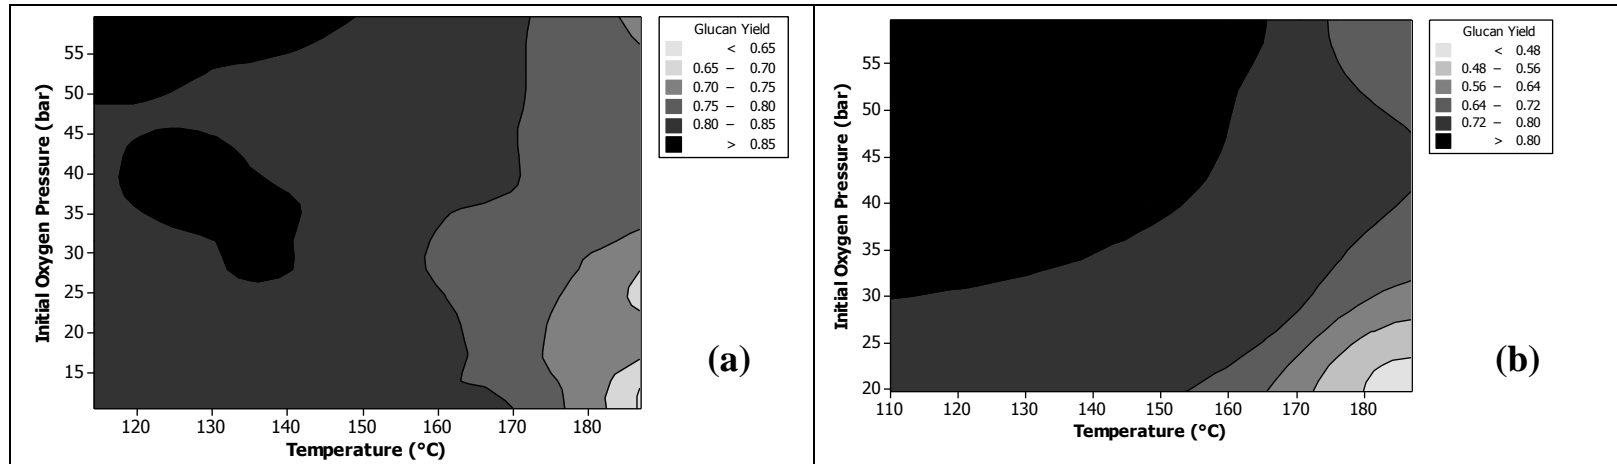 Glucan Yield
< 0.65
0.65 – 0.70
0.70 – 0.75
0.75 – 0.80
0.80 – 0.85
> 0.85
Initial Oxygen Pressure (bar)
55
50
45
40
35
30
25
20
15
120 130 140 150 160 170 180
Temperature (°C)
(a)
Glucan Yield
< 0.48
0.48 – 0.56
0.56 – 0.64
0.64 – 0.72
0.72 – 0.80
> 0.80
Initial Oxygen Pressure (bar)
55
50
45
40
35
30
25
20
110 120 130 140 150 160 170 180
Temperature (°C)
(b)